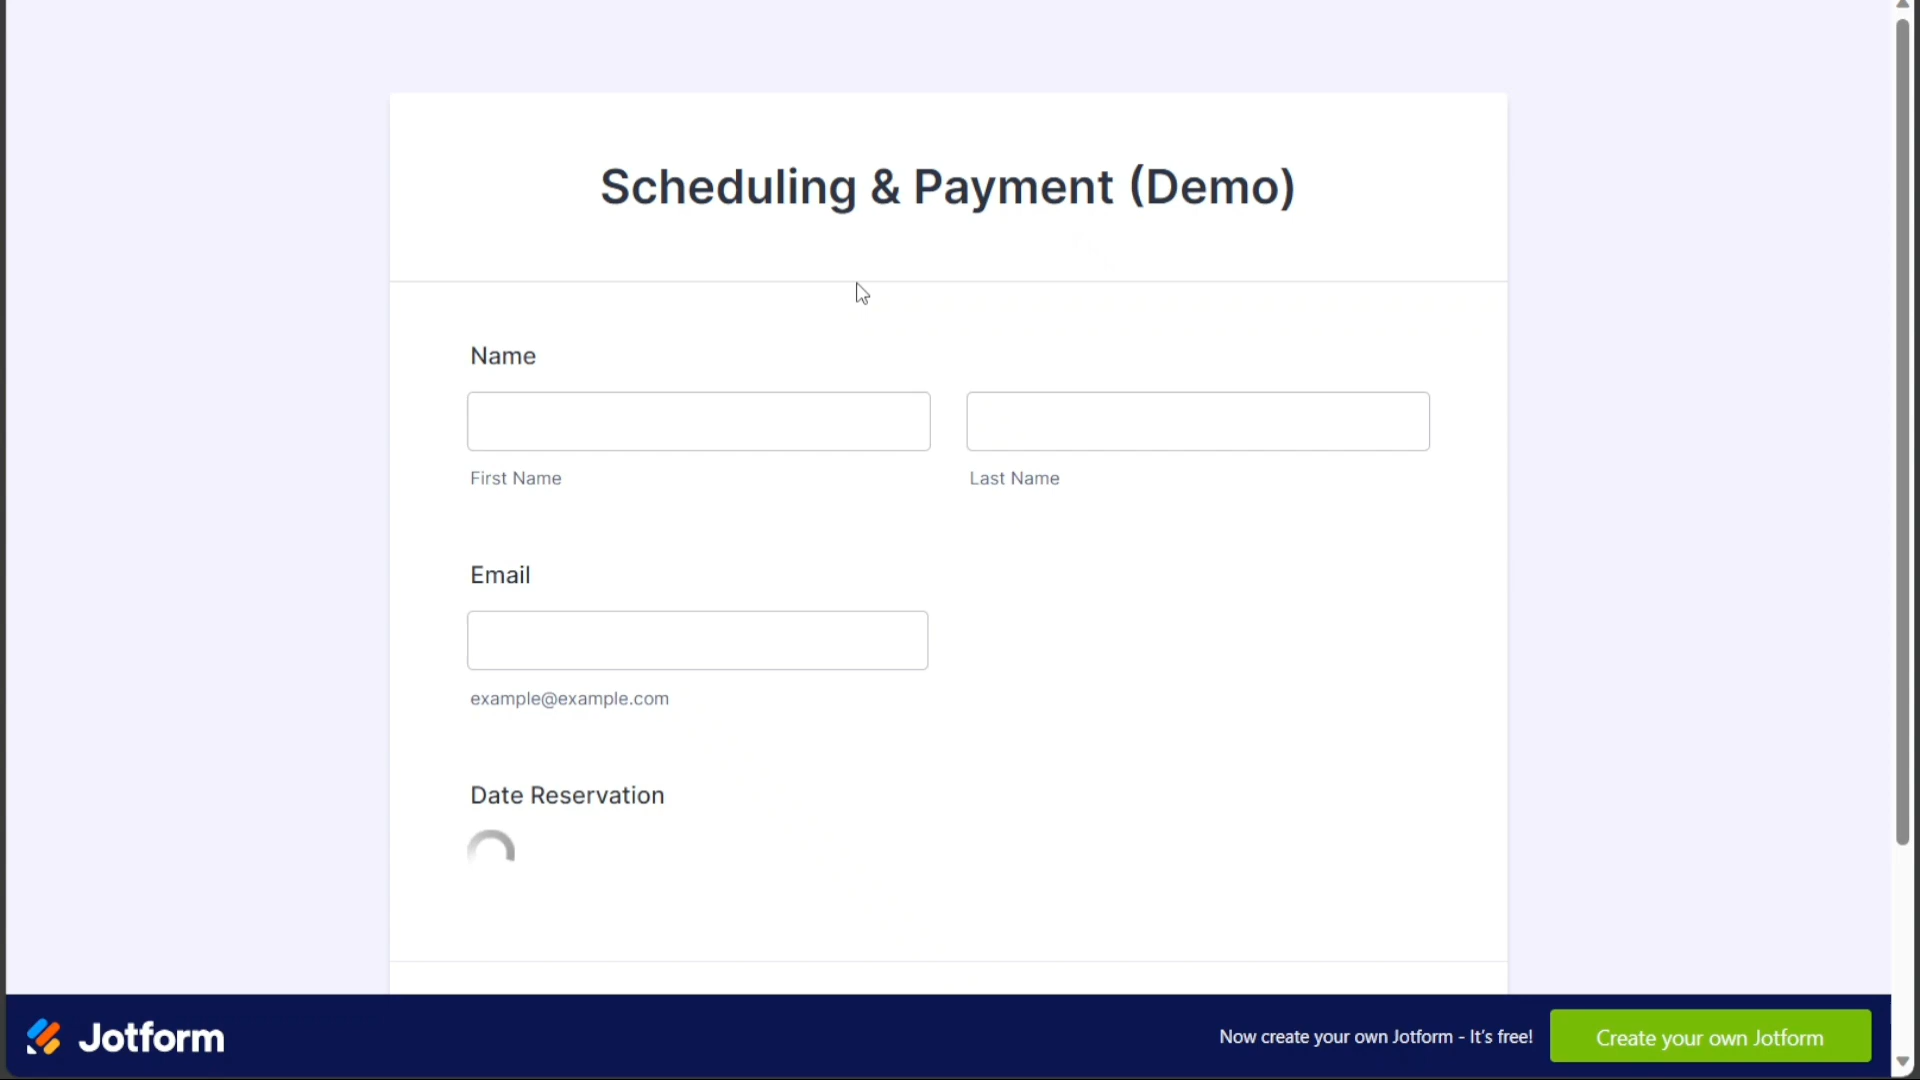 Scheduling & Payment (Demo)
Name
First Name
Last Name
Email
example@example.com
Date Reservation
Jotform
Now create your own Jotform - It's free!
Create your own Jotform